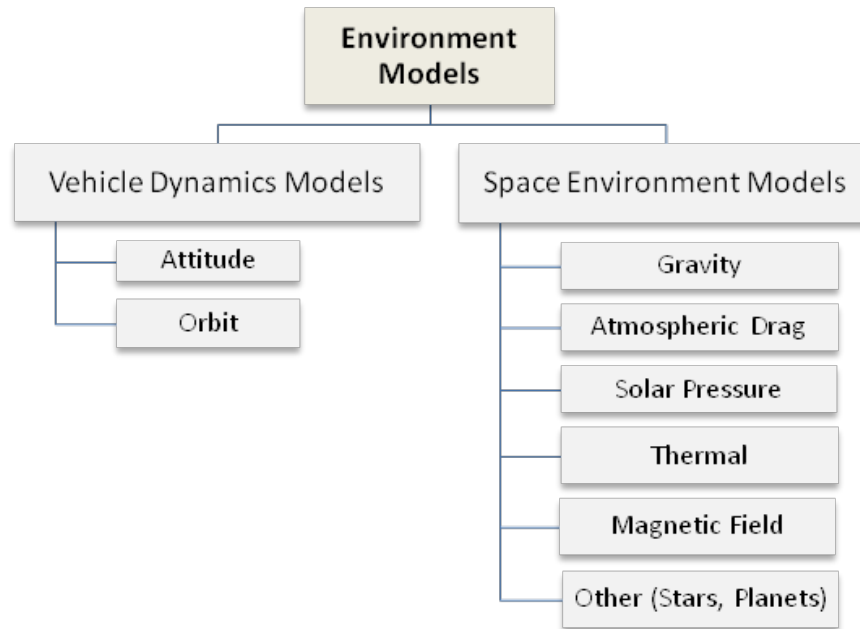 Environment
Models
Vehicle Dynamics Models
Attitude
Orbit
Space Environment Models
Gravity
Atmospheric Drag
Solar Pressure
Thermal
Magnetic Field
Other (Stars, Planets)